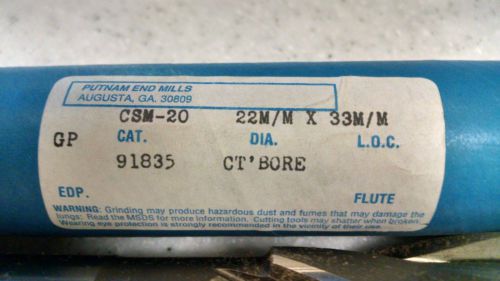 PUTNAM END MILLS
AUGUSTA, GA. 30809
CSM-20 22M/M X 33M/M
GP CAT. DIA. L.O.C.
91835 CT'BORE
EDP. FLUTE
WARNING: Grinding may produce hazardous dust and fumes that may damage the
lungs: Read the MSDS for more information. Cutting tools may shatter when broken.
Wearing eye protection is strongly recommended in the vicinity of their use.